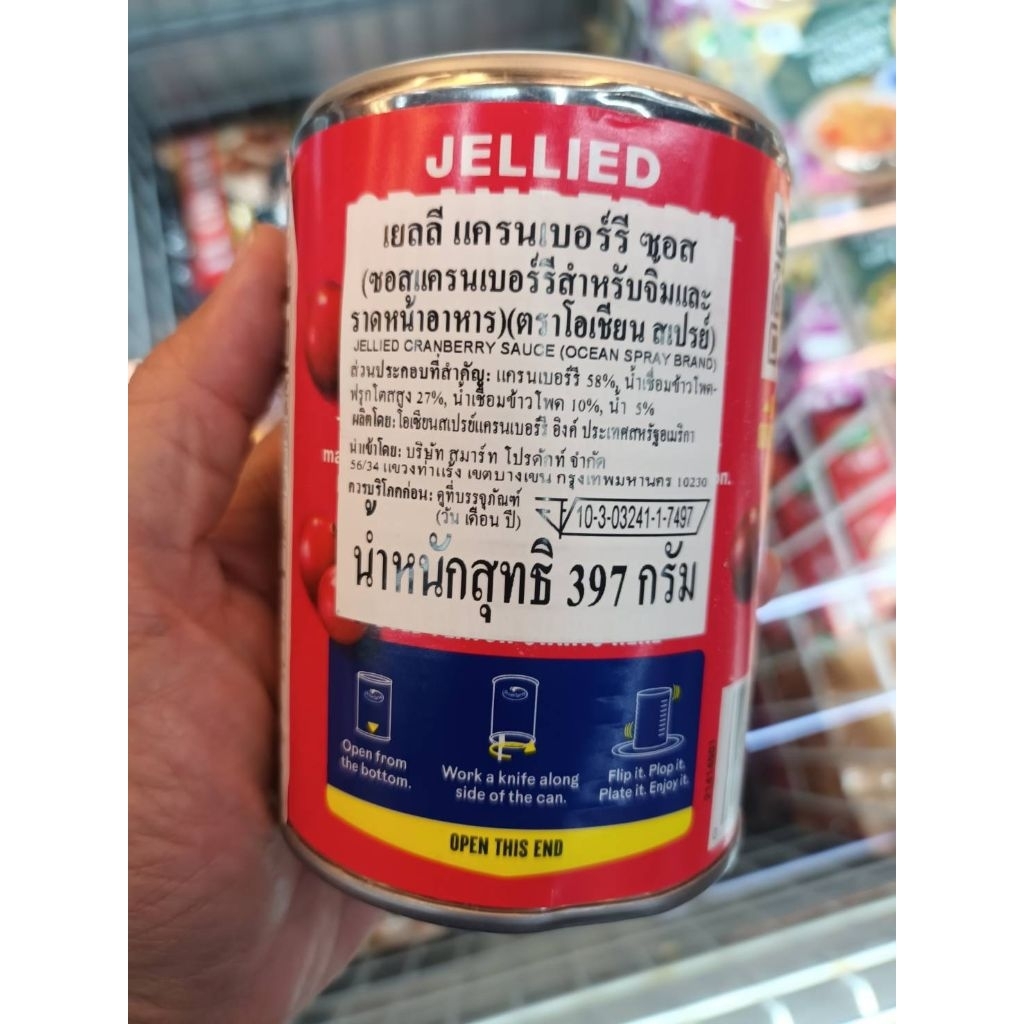 JELLIED
เยลลี แครนเบอร์รี ซอส
(ซอสแครนเบอร์รีสำหรับจิ้มและ
ราดหน้าอาหาร)(ตราโอเชียน สเปรย์)
JELLIED CRANBERRY SAUCE (OCEAN SPRAY BRAND)
ส่วนประกอบที่สำคัญ: แครนเบอร์รี 58%, น้ำเชื่อมข้าวโพด-
ฟรุกโตสสูง 27%, น้ำเชื่อมข้าวโพด 10%, น้ำ 5%
ผลิตโดย: โอเชียนสเปรย์แครนเบอร์รี อิงค์ ประเทศสหรัฐอเมริกา
นำเข้าโดย: บริษัท สมาร์ท โปรดักท์ จำกัด
56/34 แขวงท่าแร้ง เขตบางเขน กรุงเทพมหานคร 10230
ควรบริโภคก่อน: ดูที่บรรจุภัณฑ์
(วัน เดือน ปี)
10-3-03241-1-7497
น้ำหนักสุทธิ 397 กรัม
Open from
the bottom.
Work a knife along
side of the can.
Flip it. Plop it.
Plate it. Enjoy it.
OPEN THIS END